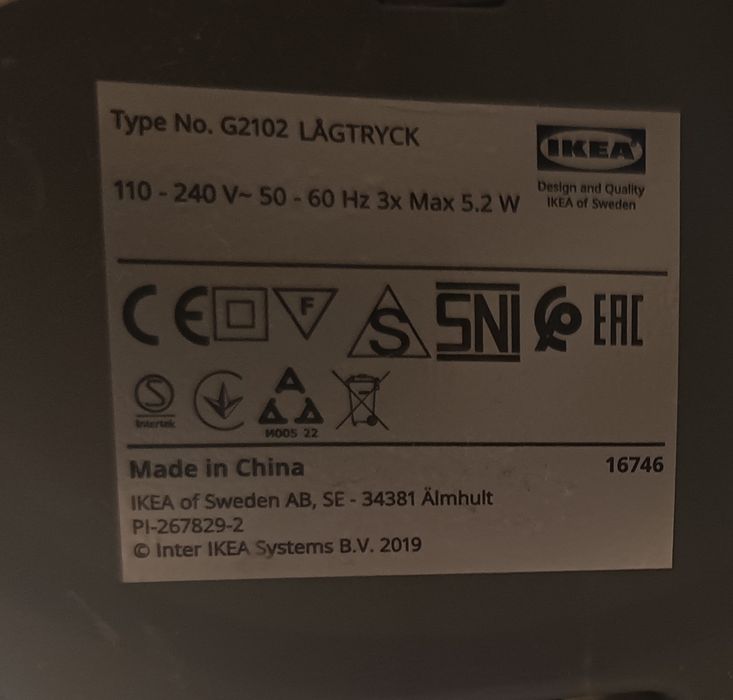 Type No. G2102 LÅGTRYCK
IKEA
Design and Quality
IKEA of Sweden
110 - 240 V~ 50 - 60 Hz 3x Max 5.2 W
CE F S SNI EAC
S
Intertek
И005 22
Made in China
16746
IKEA of Sweden AB, SE - 34381 Älmhult
PI-267829-2
© Inter IKEA Systems B.V. 2019